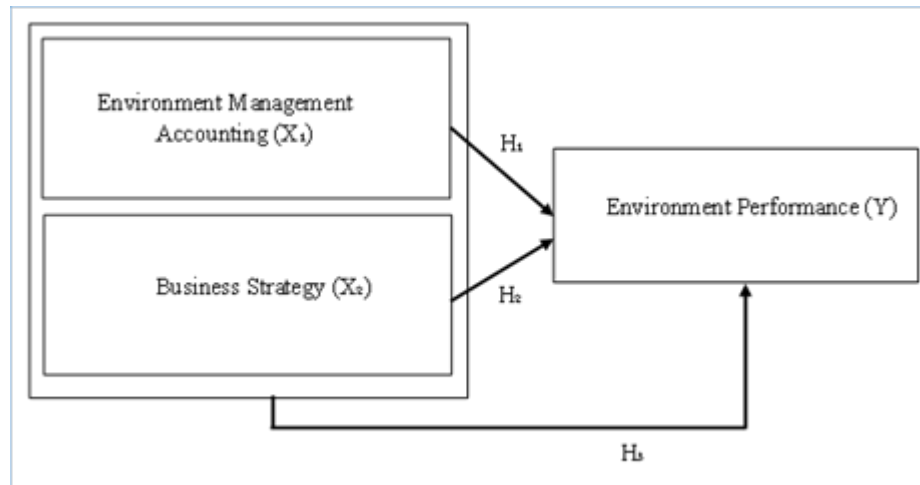 Environment Management
Accounting (X₁)
H₁
Environment Performance (Y)
Business Strategy (X₂)
H₂
H₃